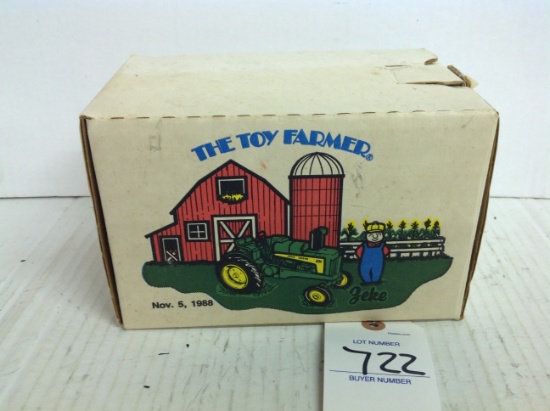 THE TOY FARMER®
Zeke
Nov. 5, 1988
LOT NUMBER
722
BUYER NUMBER